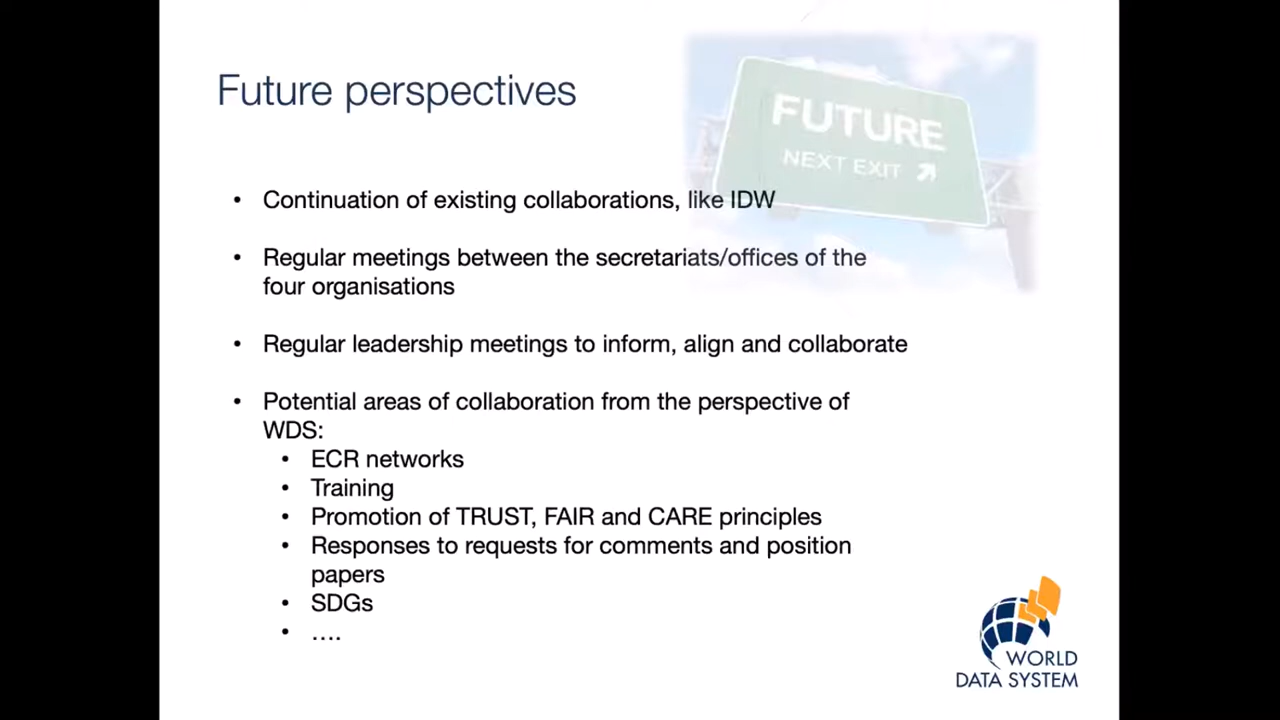 Future perspectives
FUTURE
NEXT EXIT
• Continuation of existing collaborations, like IDW
• Regular meetings between the secretariats/offices of the
four organisations
• Regular leadership meetings to inform, align and collaborate
• Potential areas of collaboration from the perspective of
WDS:
• ECR networks
• Training
• Promotion of TRUST, FAIR and CARE principles
• Responses to requests for comments and position
papers
• SDGs
• ....
WORLD
DATA SYSTEM